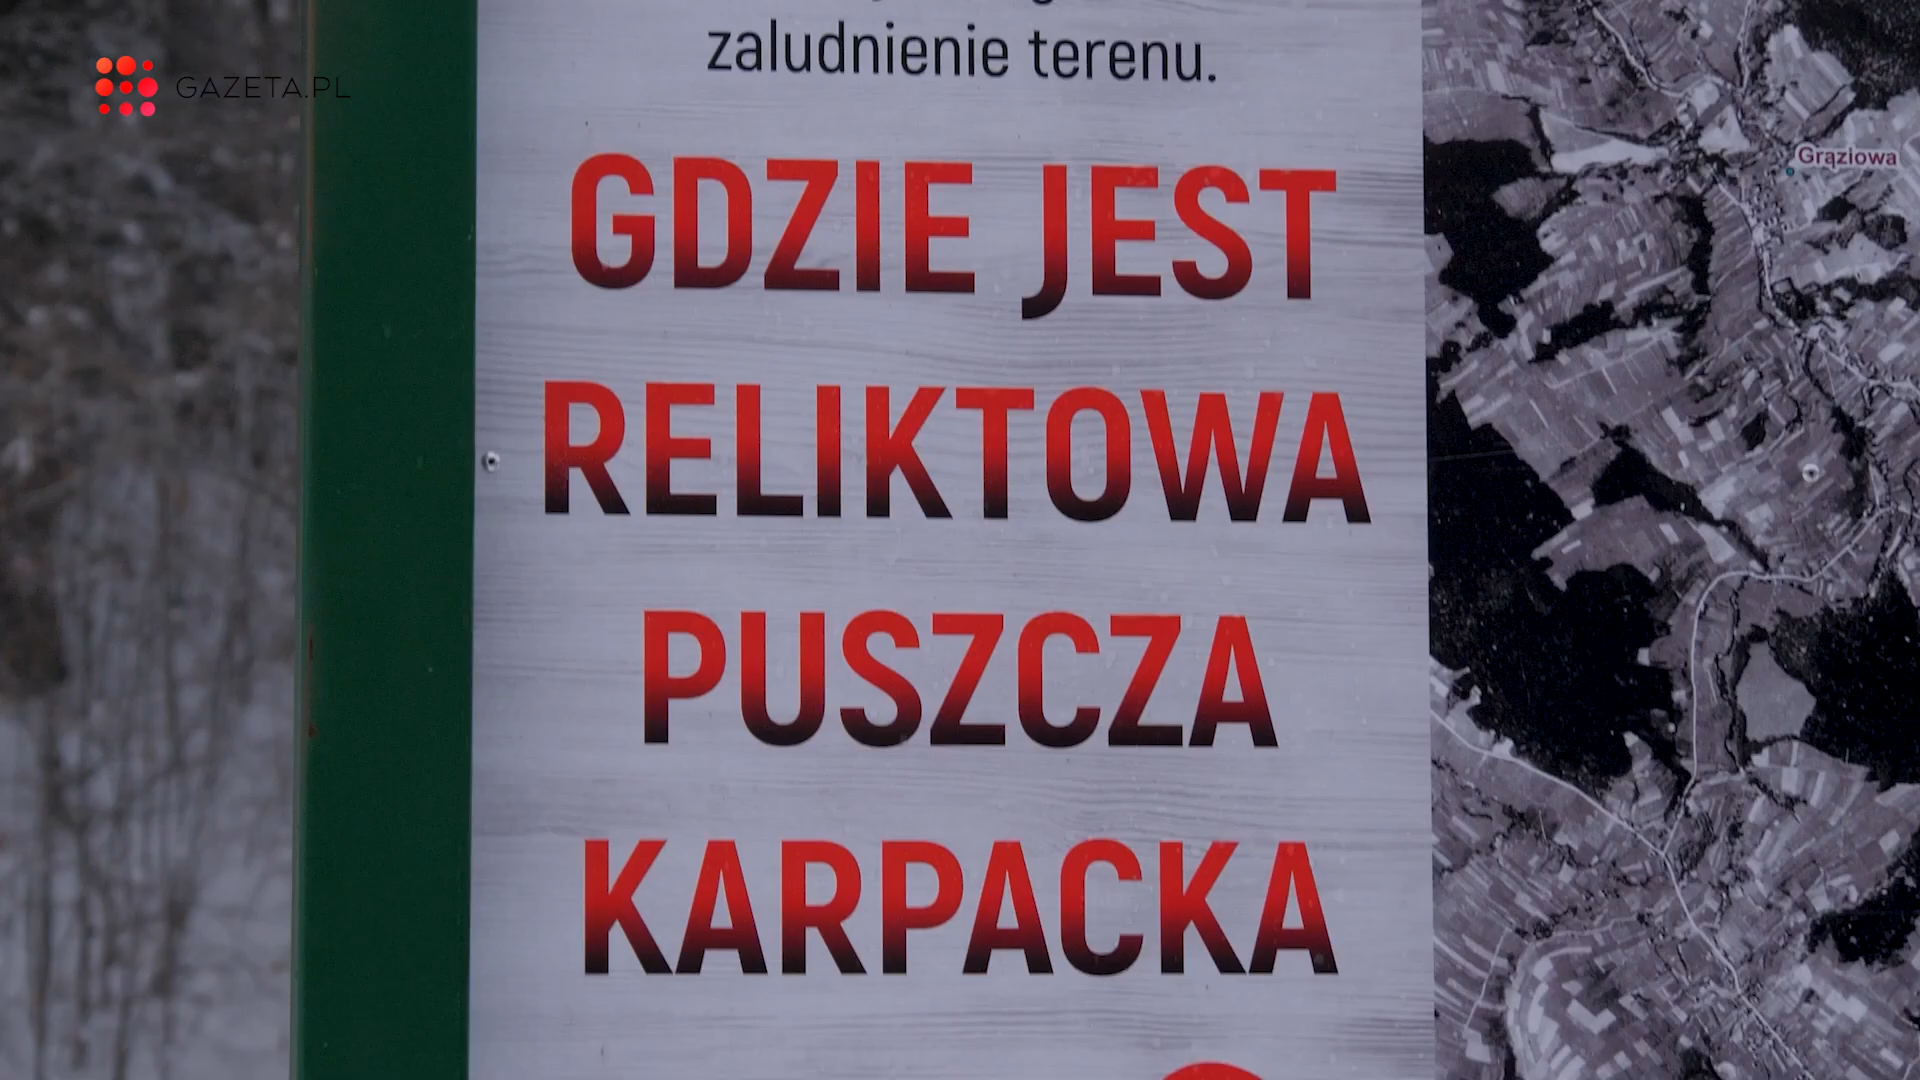 GAZETA.PL
zaludnienie terenu.
GDZIE JEST
RELIKTOWA
PUSZCZA
KARPACKA
Grąziowa